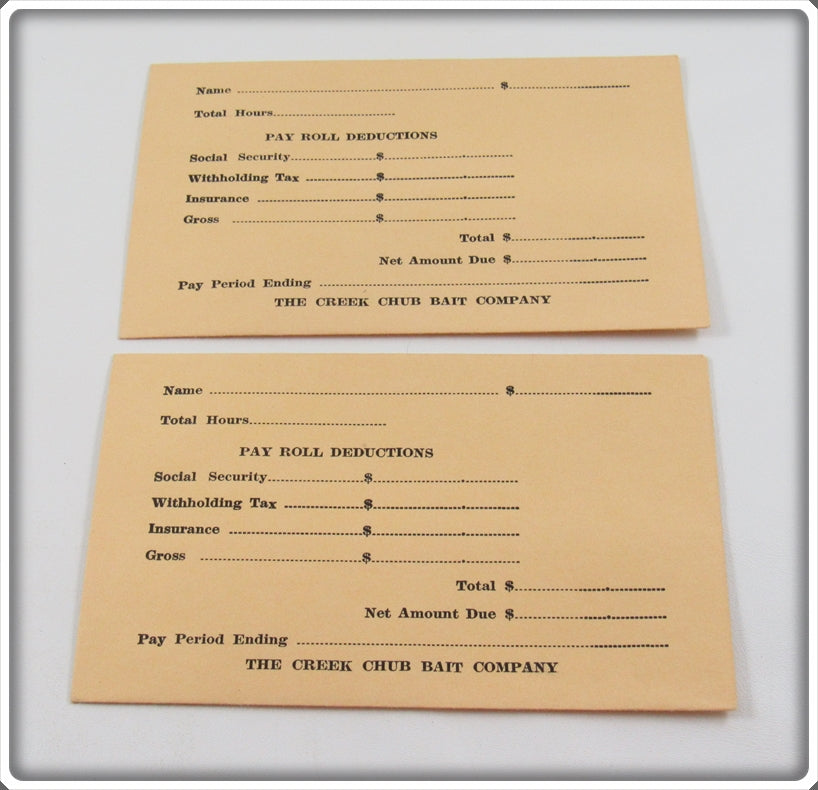 Name ........................ $........................
Total Hours........................
PAY ROLL DEDUCTIONS
Social Security........................$........................
Withholding Tax ........................$........................
Insurance ........................$........................
Gross ........................$........................
Total $........................
Net Amount Due $........................
Pay Period Ending ........................
THE CREEK CHUB BAIT COMPANY
Name ........................ $........................
Total Hours........................
PAY ROLL DEDUCTIONS
Social Security........................$........................
Withholding Tax ........................$........................
Insurance ........................$........................
Gross ........................$........................
Total $........................
Net Amount Due $........................
Pay Period Ending ........................
THE CREEK CHUB BAIT COMPANY